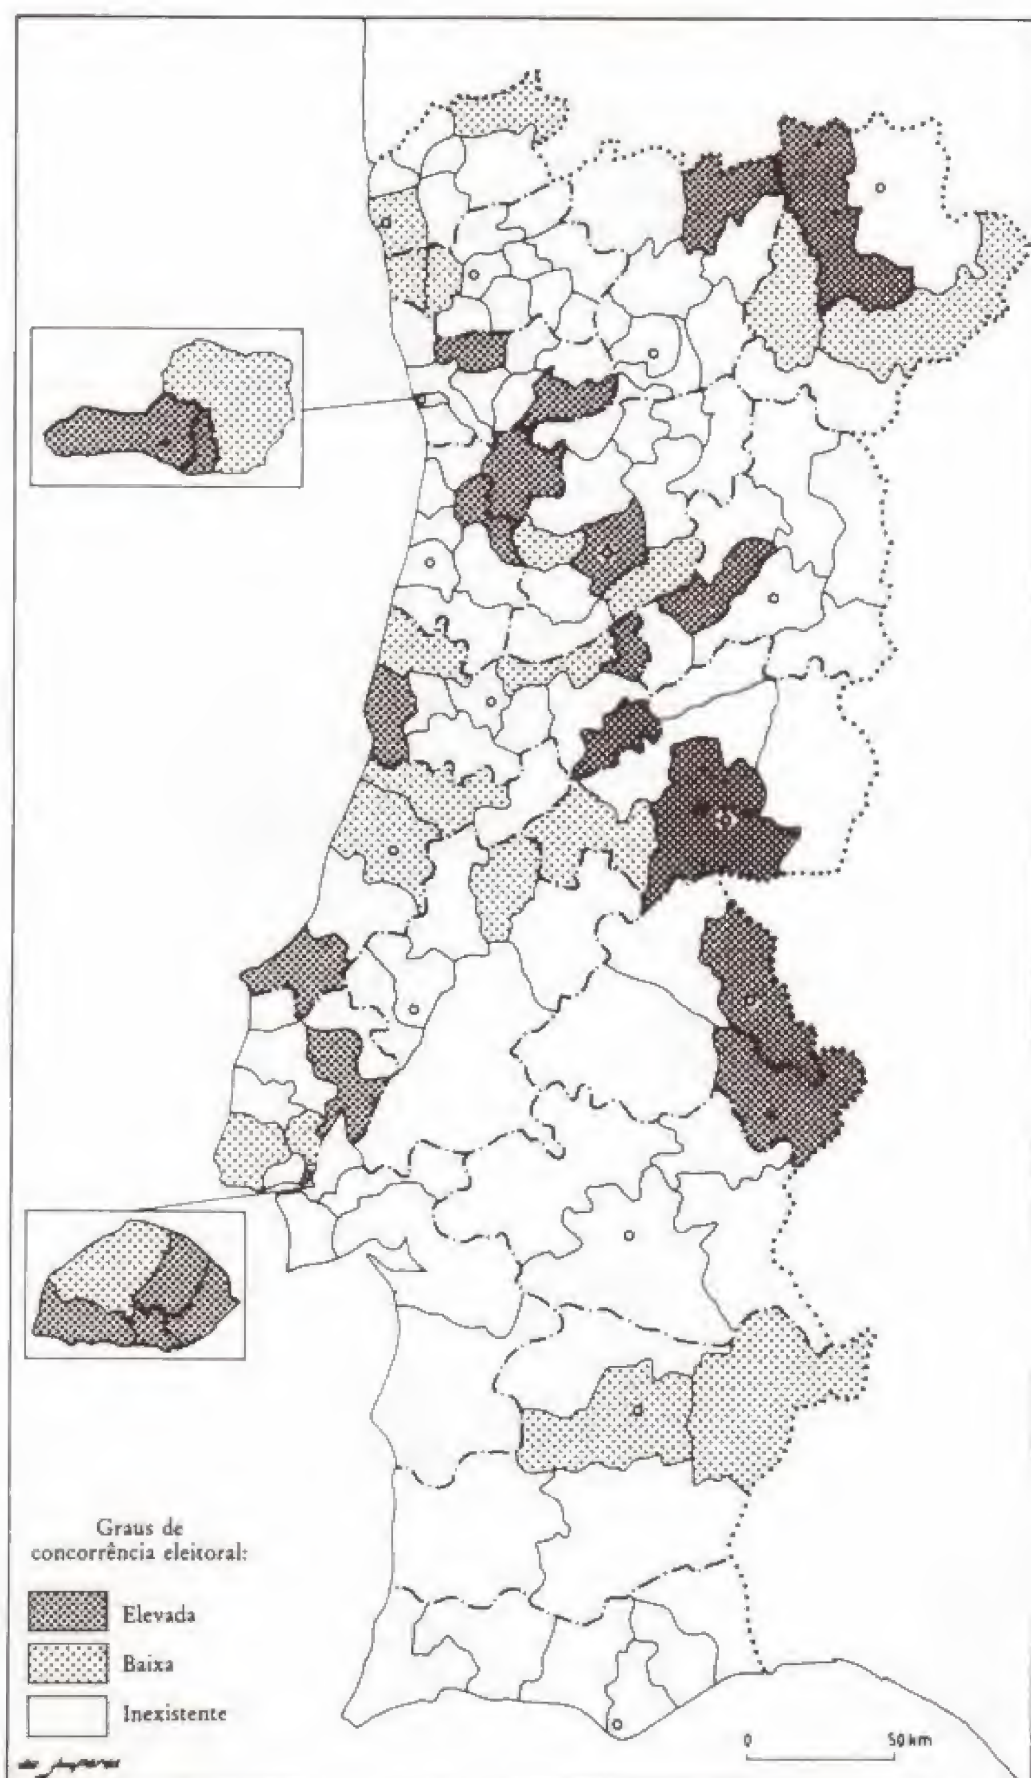 Graus de
concorrência eleitoral:
Elevada
Baixa
Inexistente
0 50 km